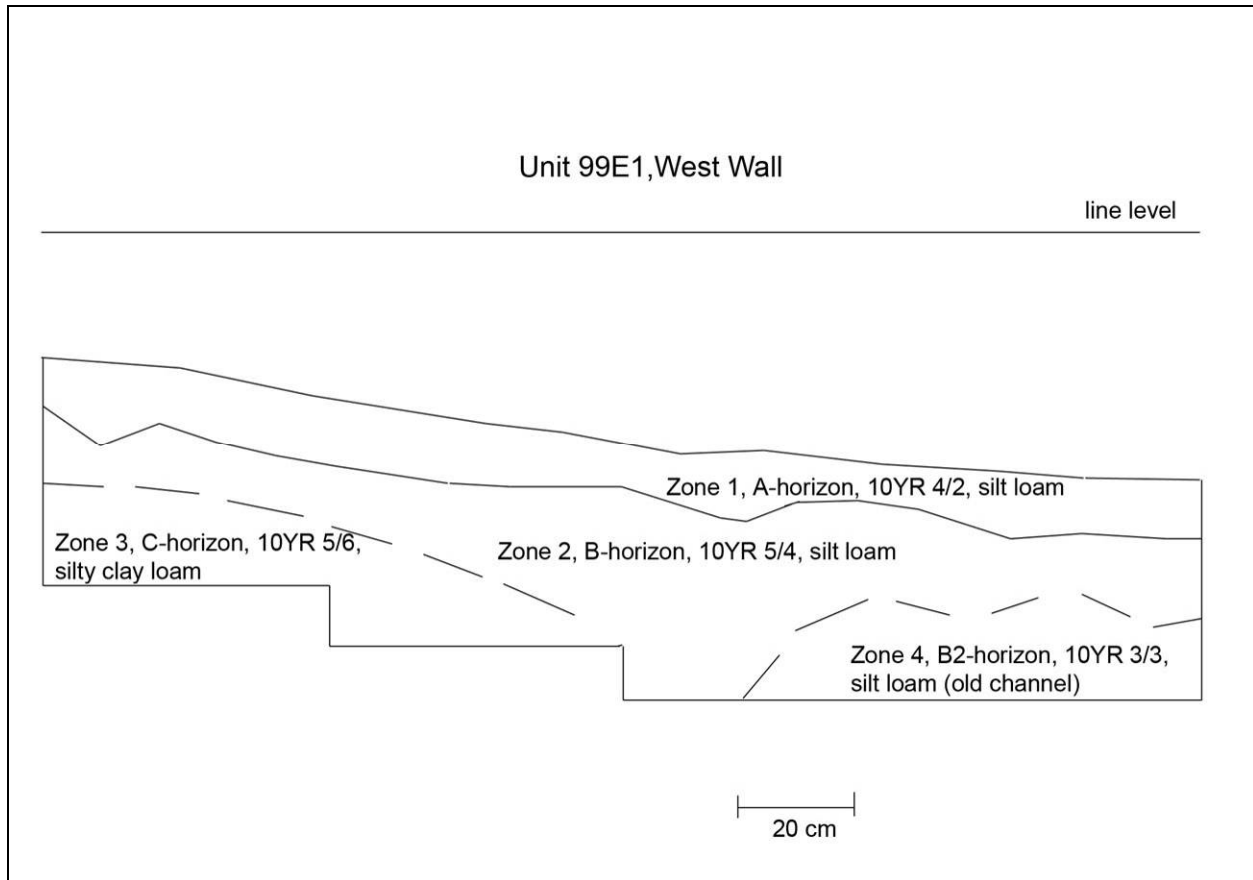 Unit 99E1,West Wall
line level
Zone 1, A-horizon, 10YR 4/2, silt loam
Zone 3, C-horizon, 10YR 5/6,
silty clay loam
Zone 2, B-horizon, 10YR 5/4, silt loam
Zone 4, B2-horizon, 10YR 3/3,
silt loam (old channel)
20 cm